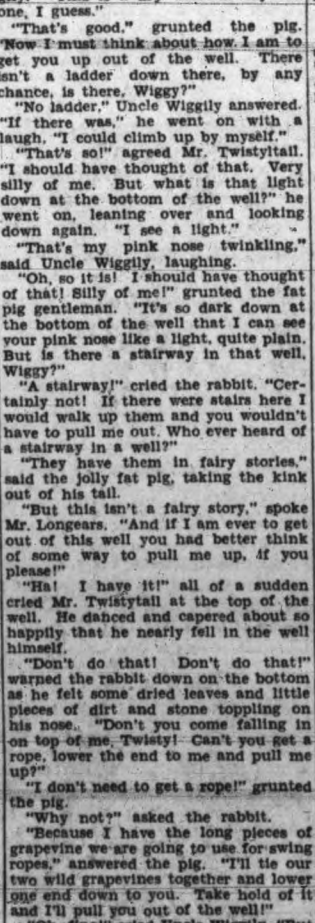 one, I guess."
"That's good," grunted the pig.
"Now I must think about how I am to
get you up out of the well. There
isn't a ladder down there, by any
chance, is there, Wiggy?"
"No ladder," Uncle Wiggily answered.
"If there was," he went on with a
laugh, "I could climb up by myself."
"That's so!" agreed Mr. Twistytail.
"I should have thought of that. Very
silly of me. But what is that light
down at the bottom of the well?" he
went on, leaning over and looking
down again. "I see a light."
"That's my pink nose twinkling,"
said Uncle Wiggily, laughing.
"Oh, so it is! I should have thought
of that! Silly of me!" grunted the fat
pig gentleman. "It's so dark down at
the bottom of the well that I can see
your pink nose like a light, quite plain.
But is there a stairway in that well,
Wiggy?"
"A stairway!" cried the rabbit. "Cer-
tainly not! If there were stairs here I
would walk up them and you wouldn't
have to pull me out. Who ever heard of
a stairway in a well?"
"They have them in fairy stories,"
said the jolly fat pig, taking the kink
out of his tail.
"But this isn't a fairy story," spoke
Mr. Longears. "And if I am ever to get
out of this well you had better think
of some way to pull me up, if you
please!"
"Ha! I have it!" all of a sudden
cried Mr. Twistytail at the top of the
well. He danced and capered about so
happily that he nearly fell in the well
himself.
"Don't do that! Don't do that!"
warned the rabbit down on the bottom
as he felt some dried leaves and little
pieces of dirt and stone toppling on
his nose. "Don't you come falling in
on top of me, Twisty! Can't you get a
rope, lower the end to me and pull me
up?"
"I don't need to get a rope!" grunted
the pig.
"Why not?" asked the rabbit.
"Because I have the long pieces of
grapevine we are going to use for swing
ropes," answered the pig. "I'll tie our
two wild grapevines together and lower
one end down to you. Take hold of it
and I'll pull you out of the well!"